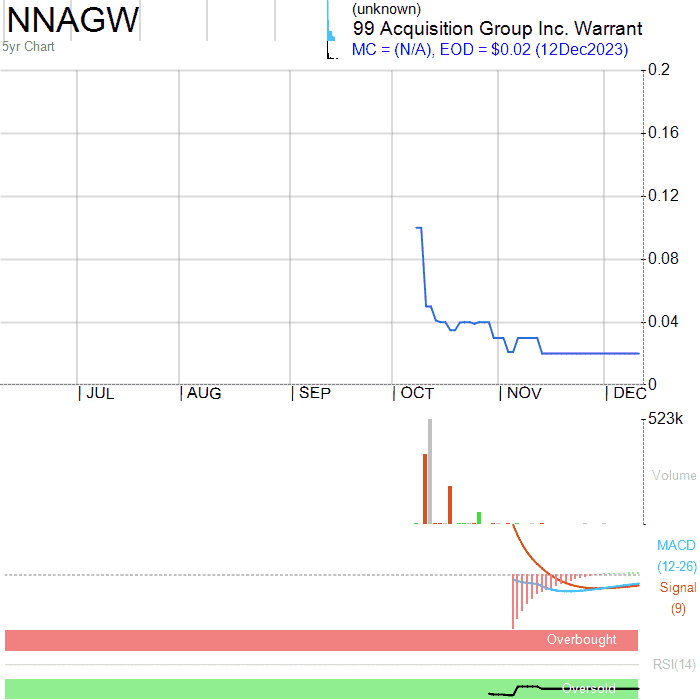 NNAGW
5yr Chart
(unknown)
99 Acquisition Group Inc. Warrant
MC = (N/A), EOD = $0.02 (12Dec2023)
0.2
0.16
0.12
0.08
0.04
0
JUL AUG SEP OCT NOV DEC
523k
Volume
MACD
(12-26)
Signal
(9)
Overbought
RSI(14)
Oversold